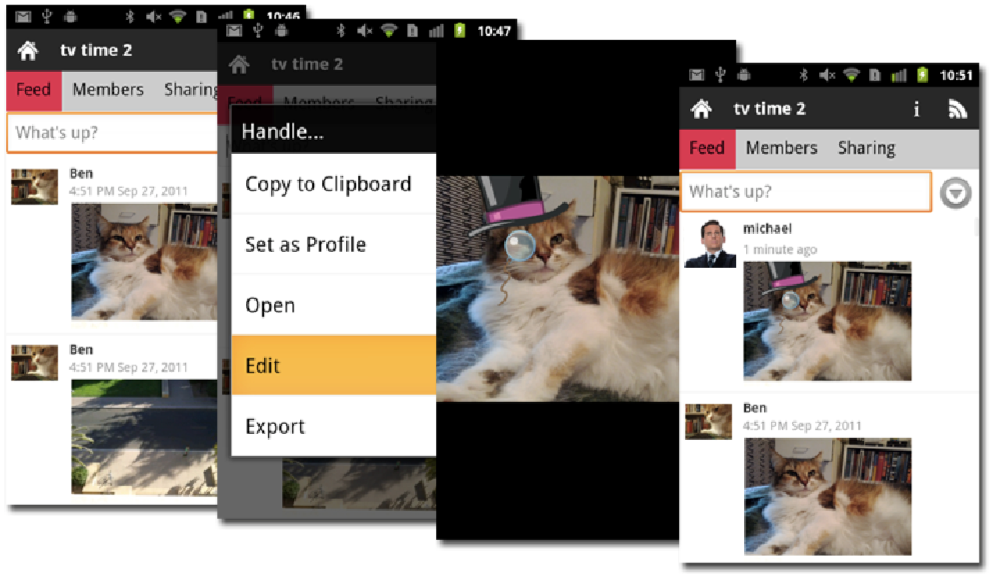 10:46
tv time 2
Feed Members Sharing
What's up?
Ben
4:51 PM Sep 27, 2011
Ben
4:51 PM Sep 27, 2011
10:47
tv time 2
Feed Members Sharing
Handle...
Copy to Clipboard
Set as Profile
Open
Edit
Export
10:51
tv time 2
Feed Members Sharing
What's up?
michael
1 minute ago
Ben
4:51 PM Sep 27, 2011